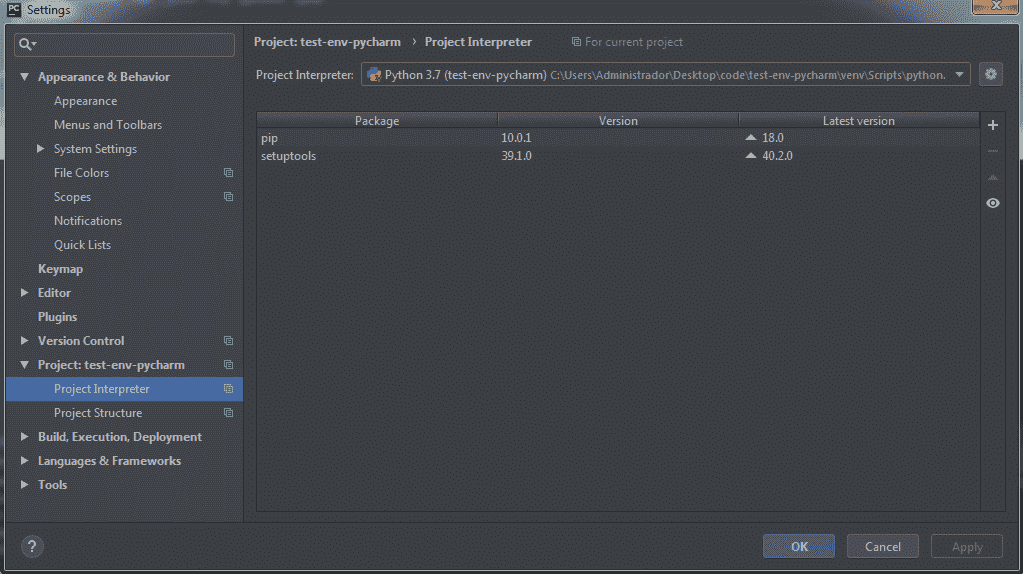 PC Settings
Project: test-env-pycharm › Project Interpreter For current project
Project Interpreter: Python 3.7 (test-env-pycharm) C:\Users\Administrador\Desktop\code\test-env-pycharm\venv\Scripts\python.
Appearance & Behavior
Appearance
Menus and Toolbars
System Settings
File Colors
Scopes
Notifications
Quick Lists
Keymap
Editor
Plugins
Version Control
Project: test-env-pycharm
Project Interpreter
Project Structure
Build, Execution, Deployment
Languages & Frameworks
Tools
Package Version Latest version
pip 10.0.1 18.0
setuptools 39.1.0 40.2.0
? OK Cancel Apply